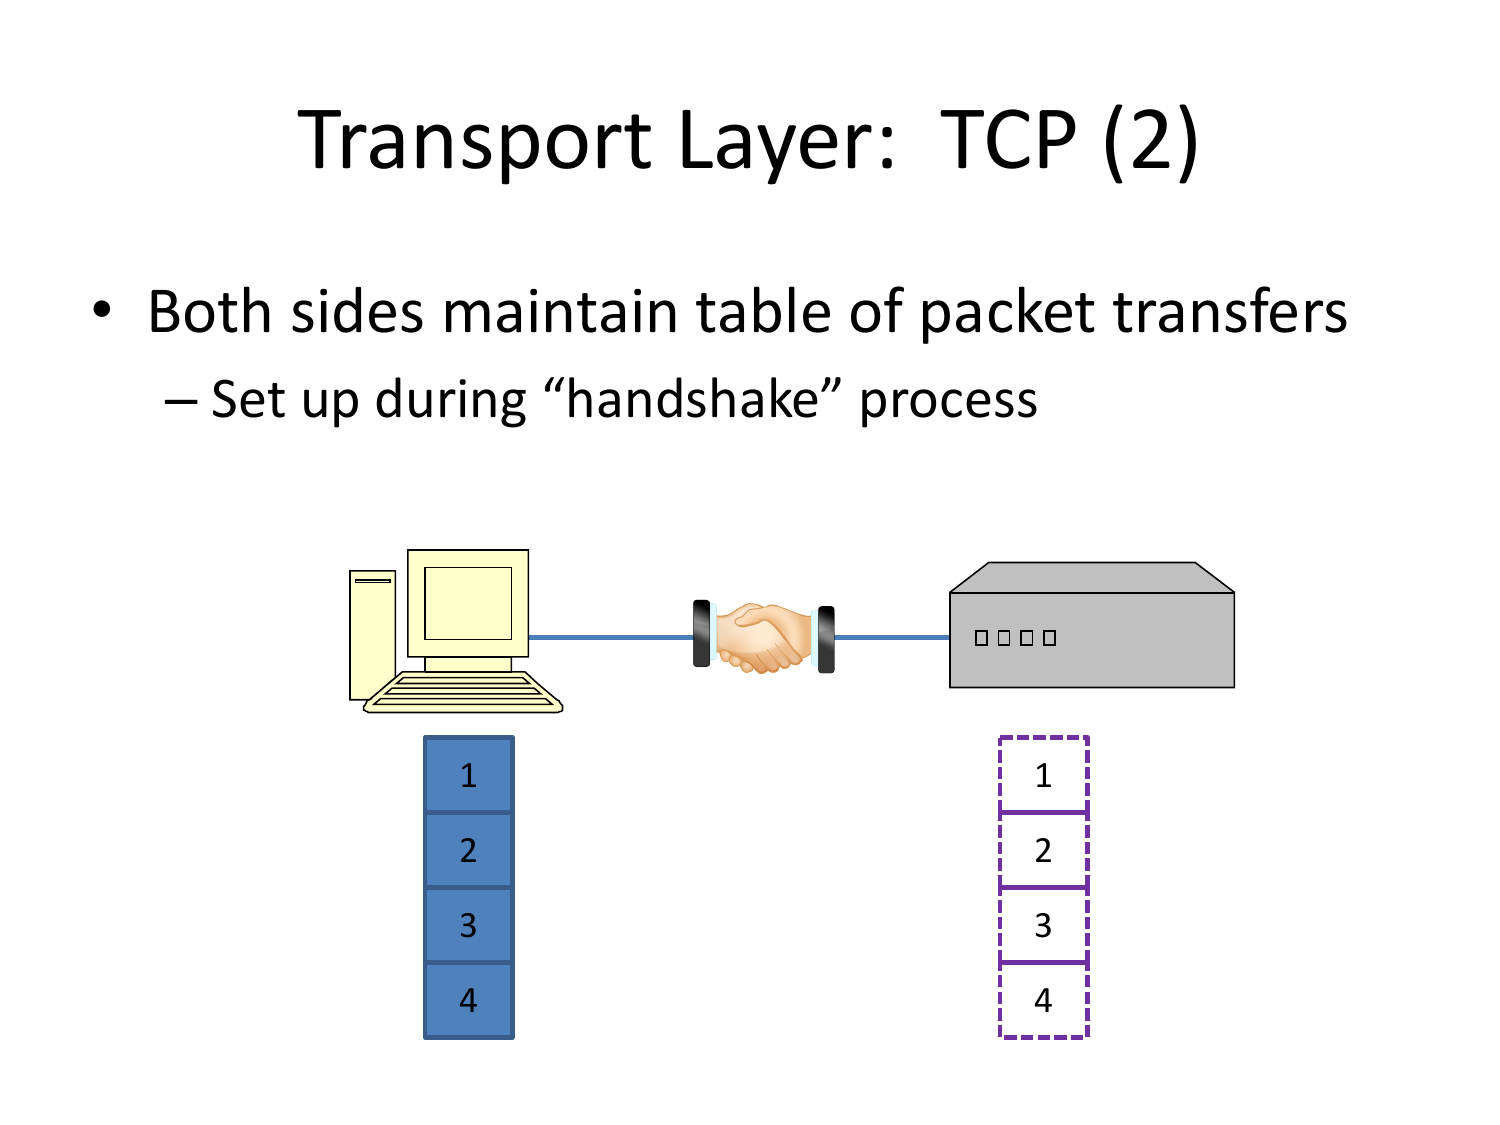 Transport Layer:  TCP (2)
• Both sides maintain table of packet transfers
– Set up during “handshake” process
1 1
2 2
3 3
4 4